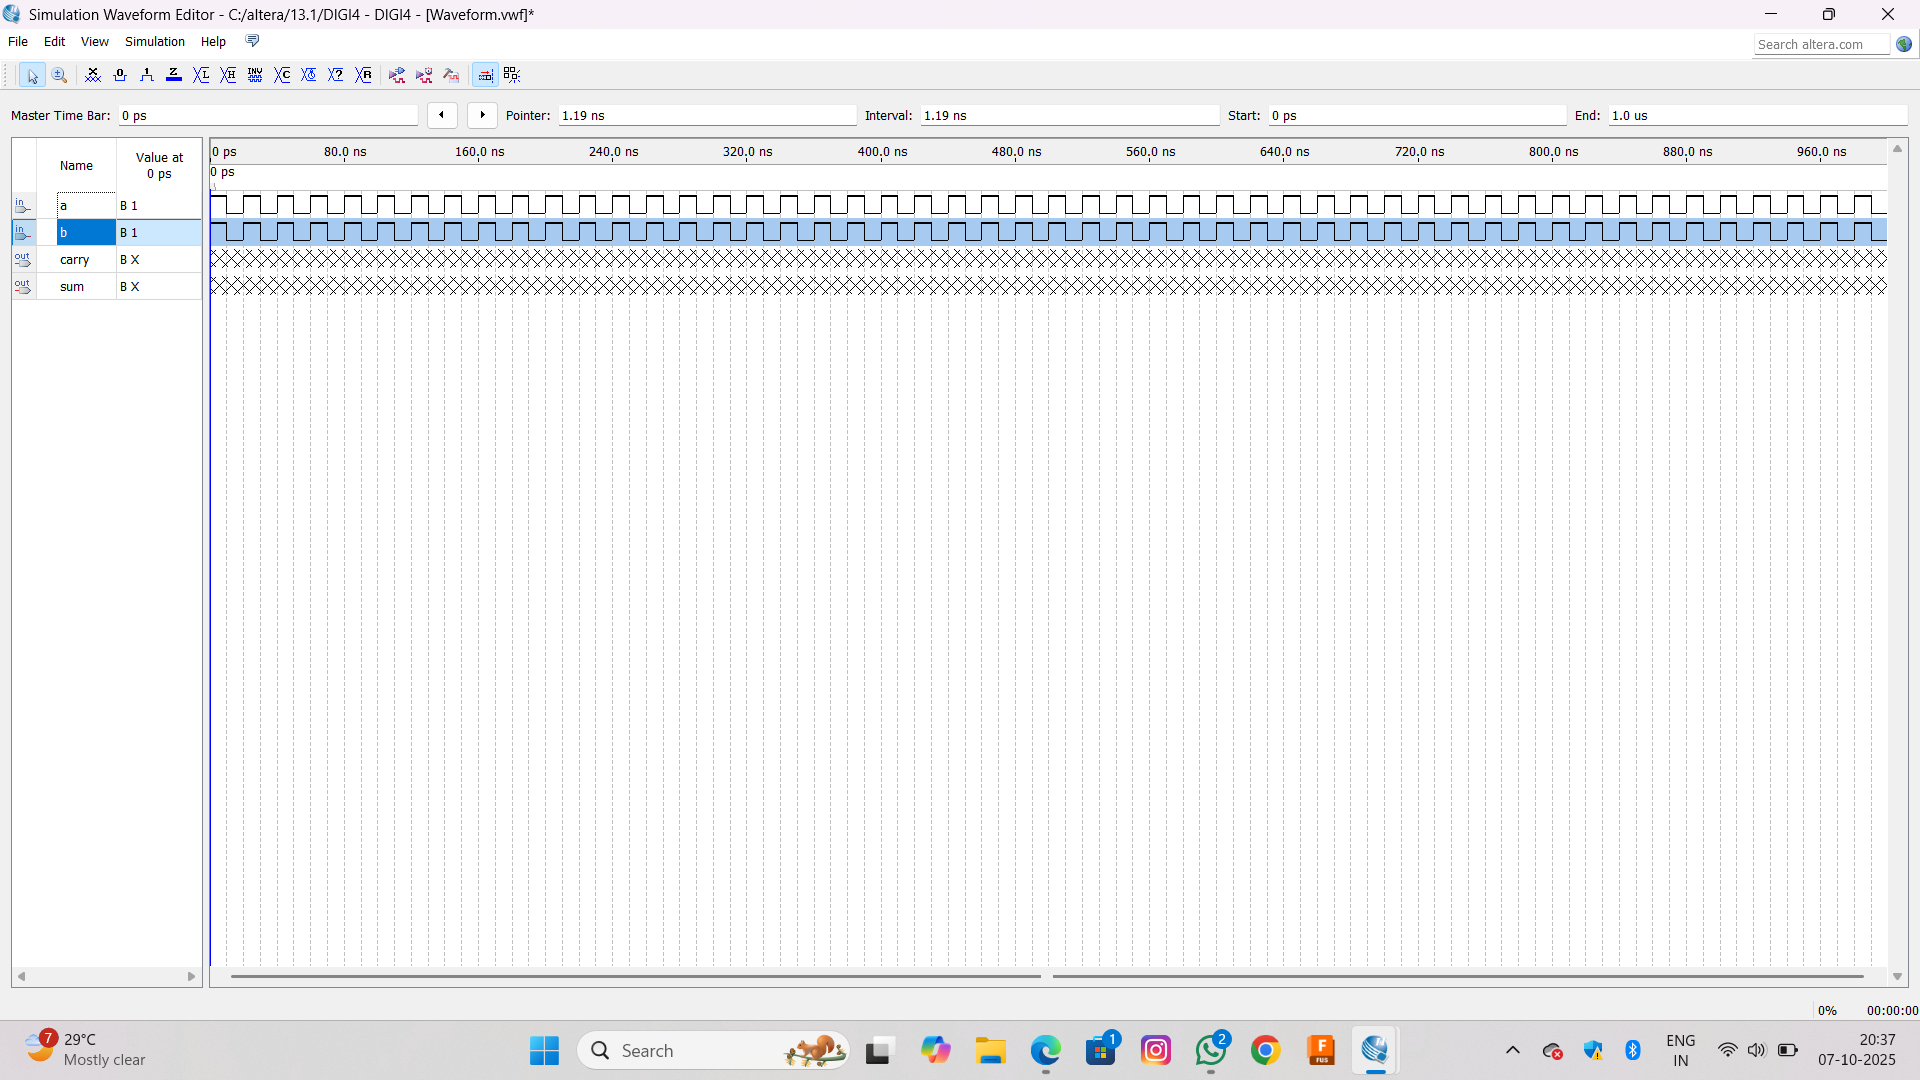 Simulation Waveform Editor - C:/altera/13.1/DIGI4 - DIGI4 - [Waveform.vwf]*
File Edit View Simulation Help
Search altera.com
Master Time Bar: 0 ps Pointer: 1.19 ns Interval: 1.19 ns Start: 0 ps End: 1.0 us
Name Value at 0 ps
0 ps 80.0 ns 160.0 ns 240.0 ns 320.0 ns 400.0 ns 480.0 ns 560.0 ns 640.0 ns 720.0 ns 800.0 ns 880.0 ns 960.0 ns
0 ps
in a B 1
in b B 1
out carry B X
out sum B X
0% 00:00:00
7 29°C
Mostly clear
Search
1
F
FUS
2
ENG
IN
20:37
07-10-2025